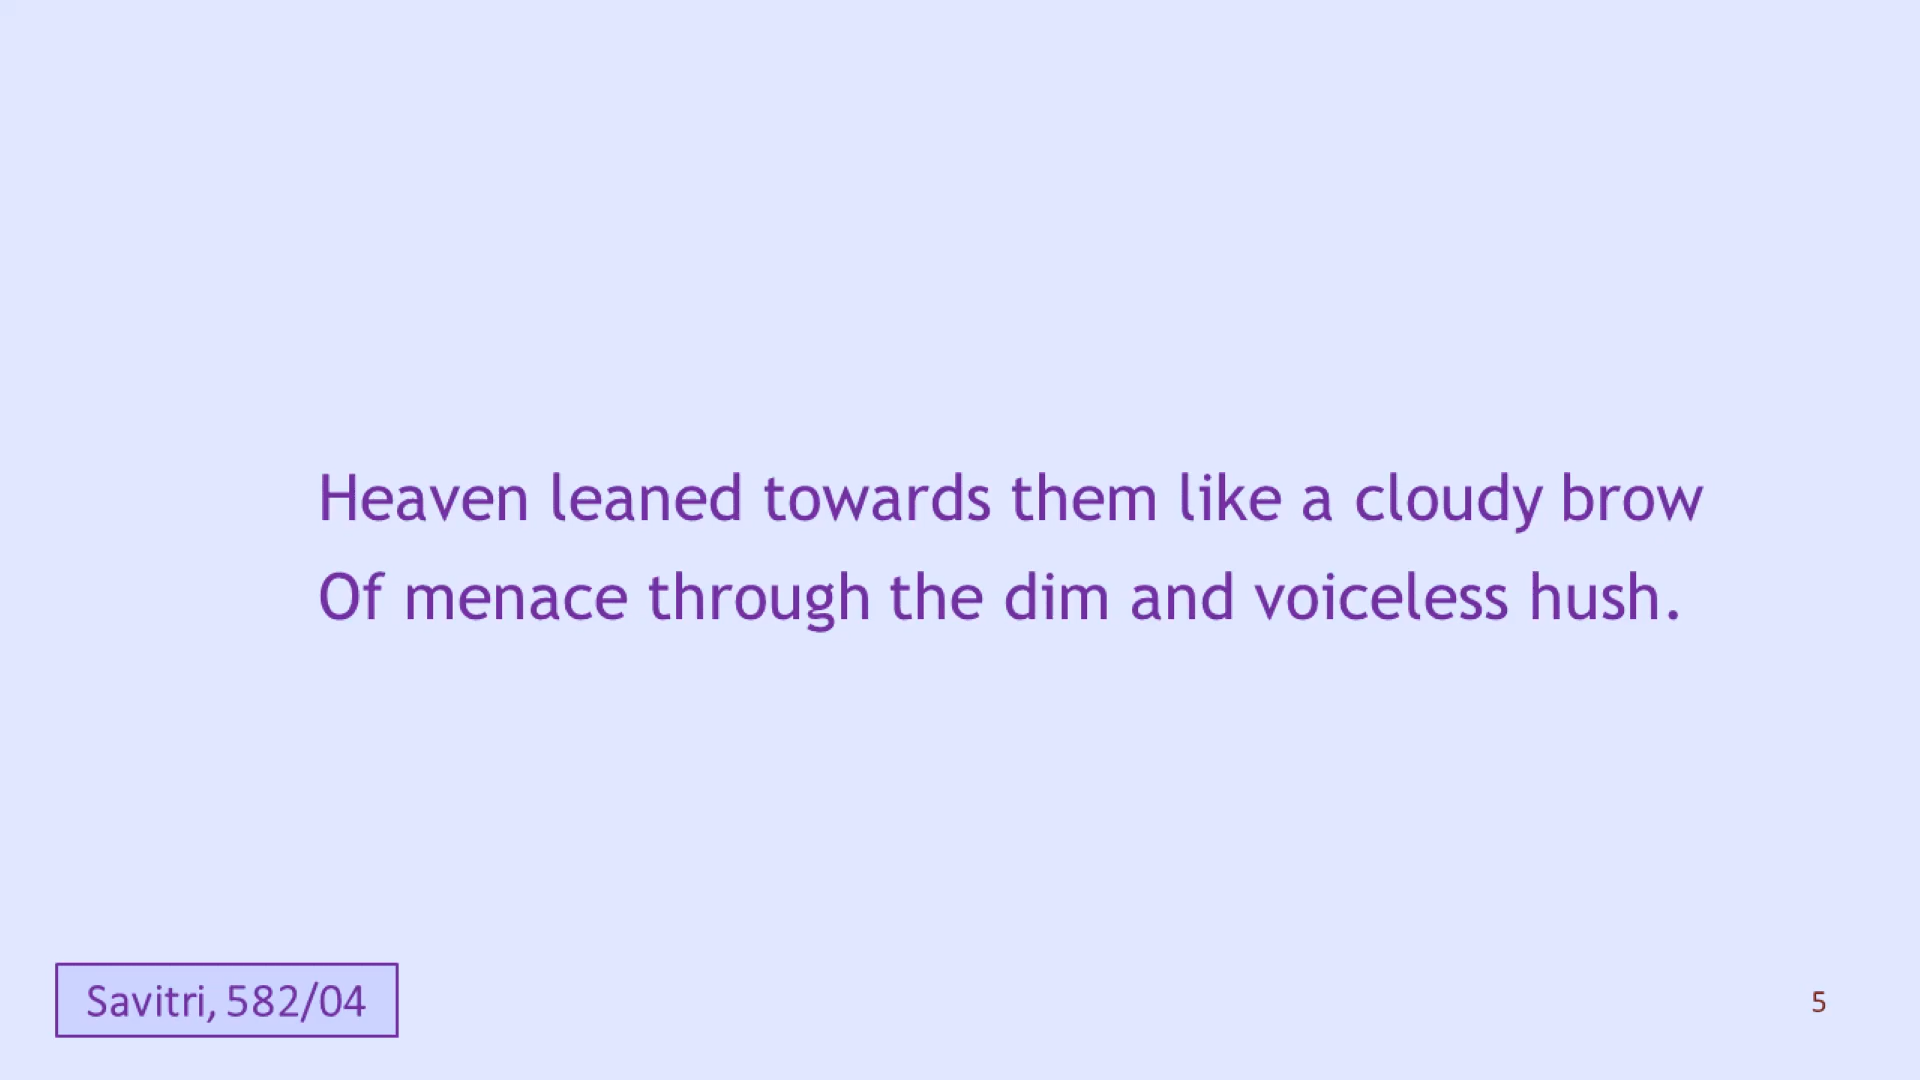 Heaven leaned towards them like a cloudy brow
Of menace through the dim and voiceless hush.
Savitri, 582/04
5